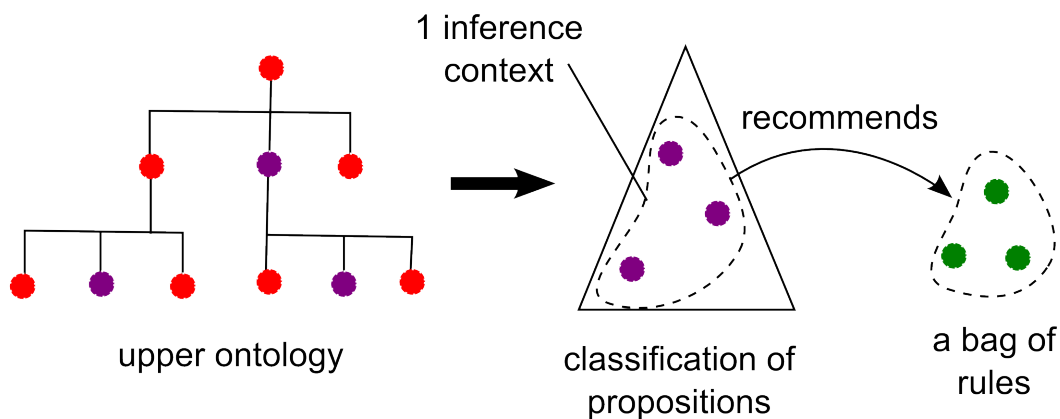 1 inference
context
recommends
upper ontology
classification of
propositions
a bag of
rules